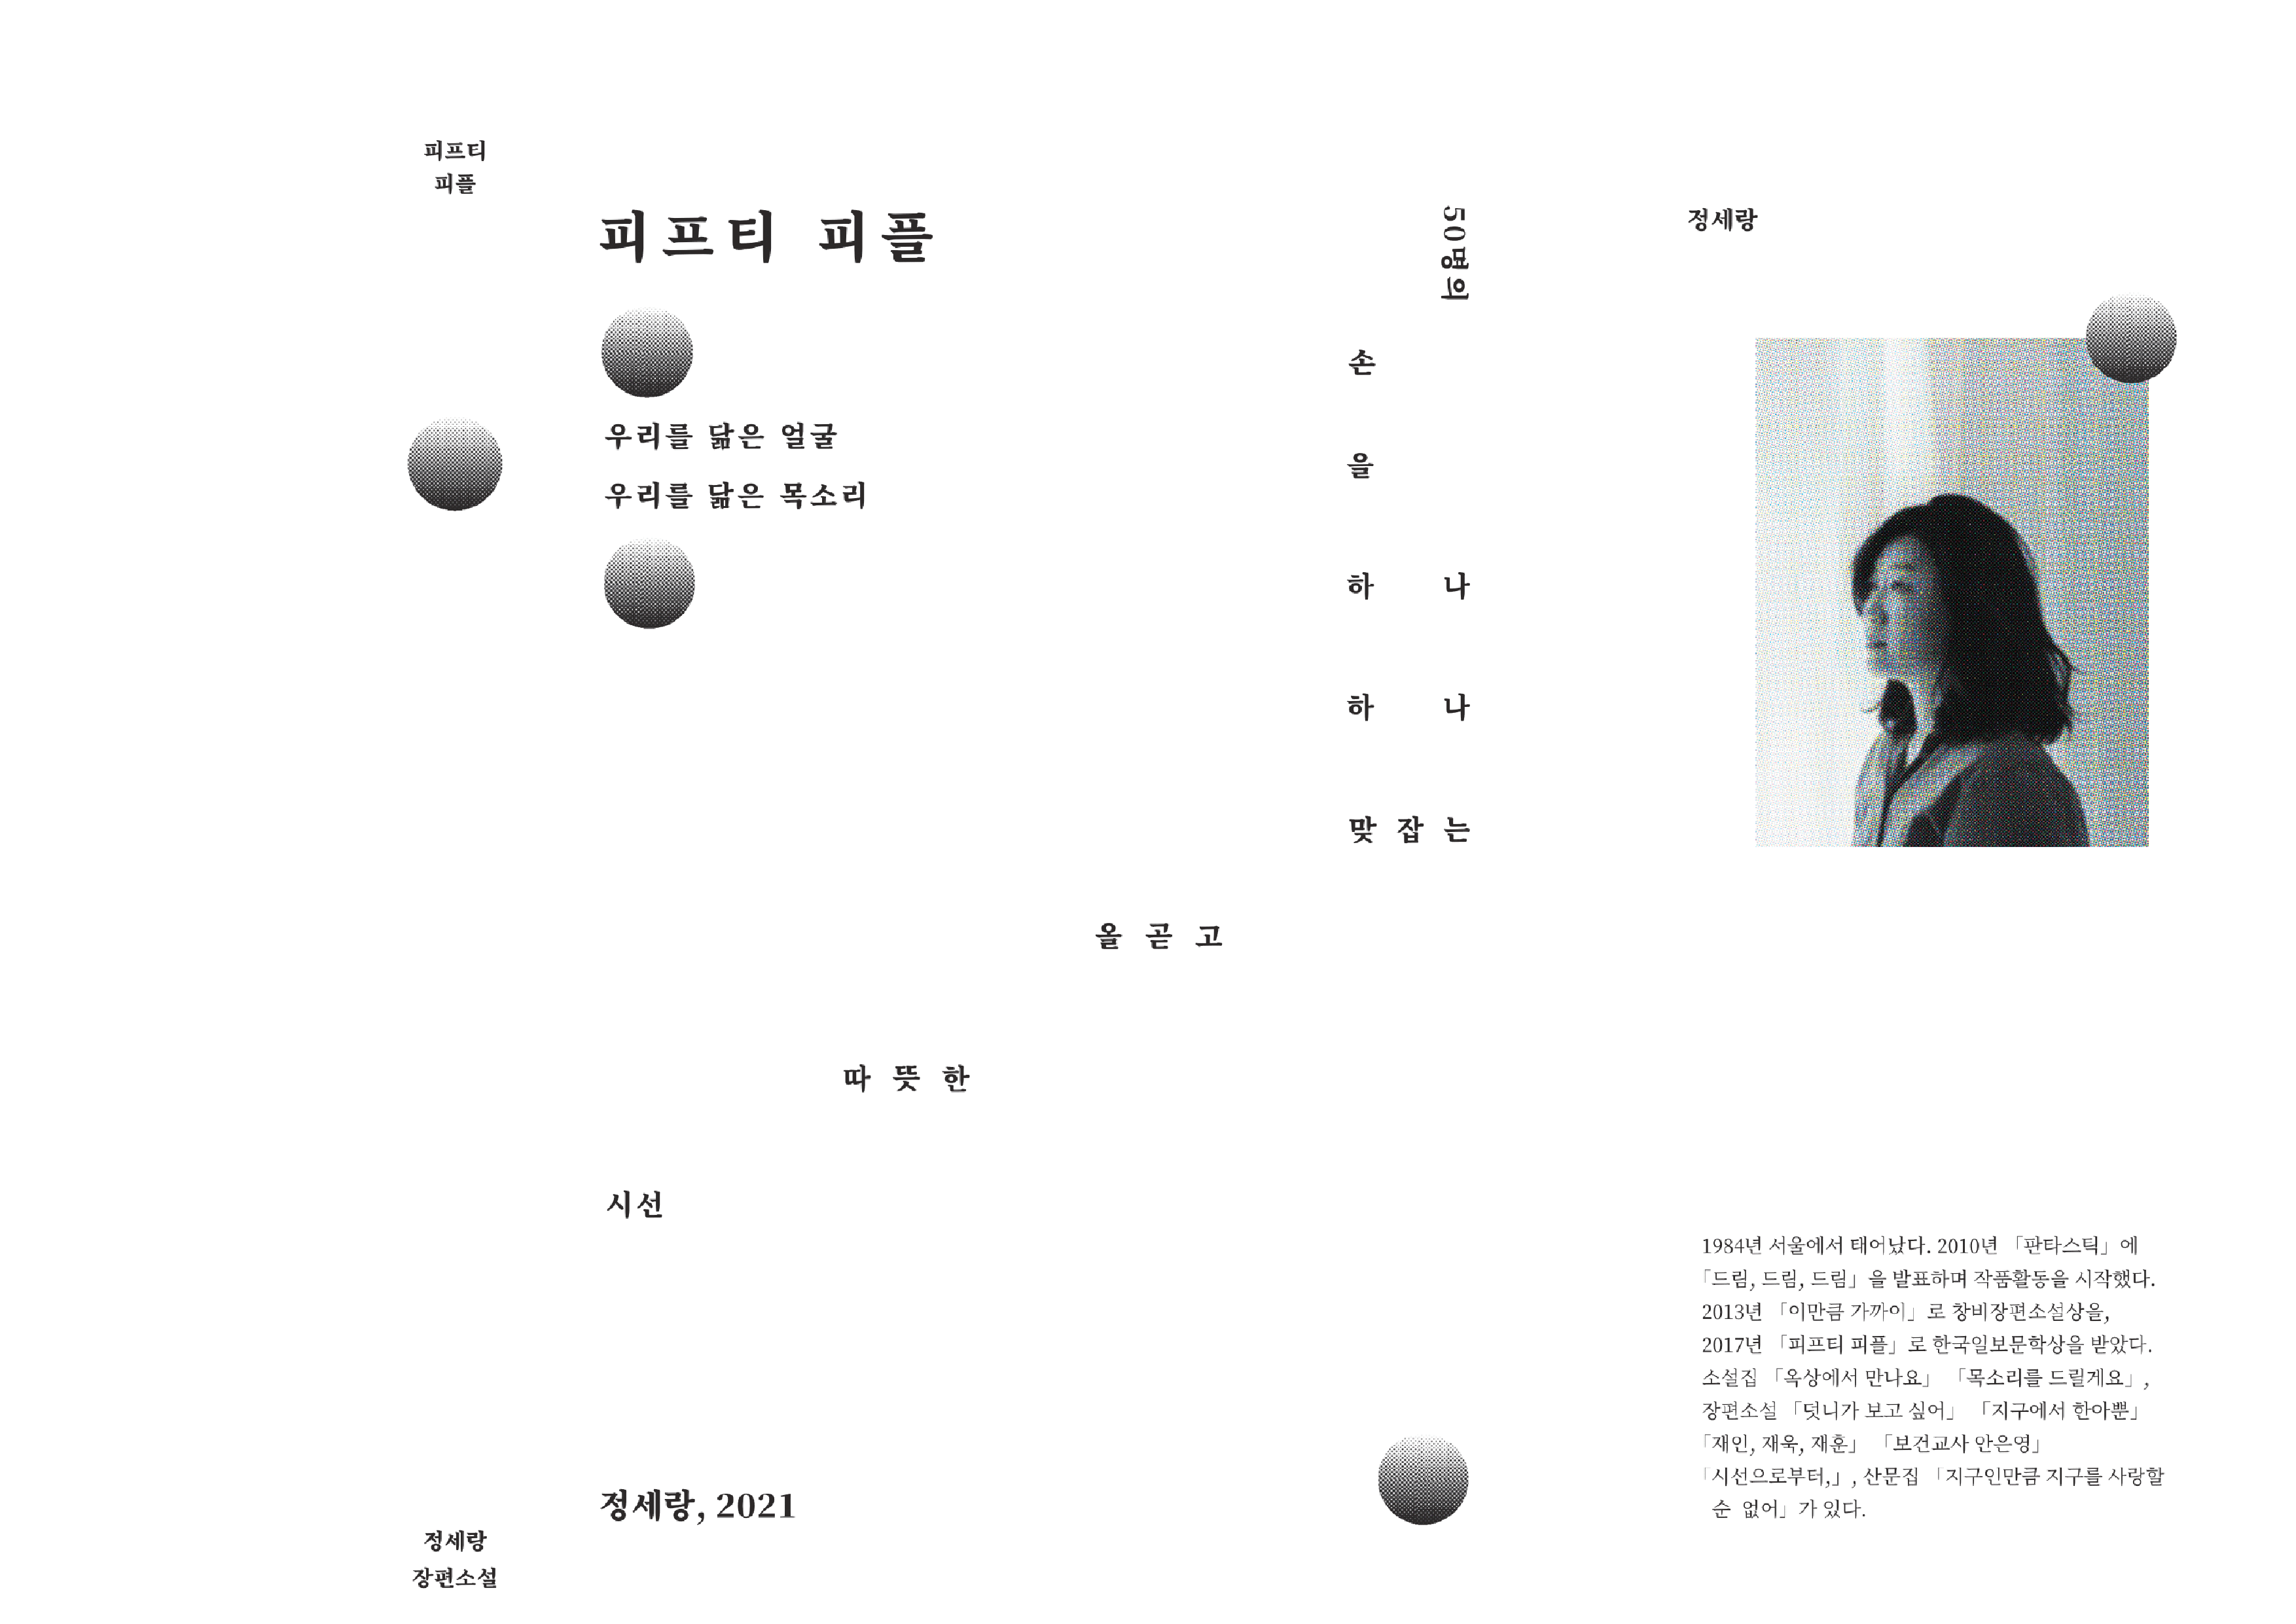 피프티
피플
정세랑
장편소설
피프티 피플
우리를 닮은 얼굴
우리를 닮은 목소리
50명의
손
을
하 나
하 나
맞 잡 는
올 곧 고
따 뜻 한
시선
정세랑, 2021
정세랑
1984년 서울에서 태어났다. 2010년 「판타스틱」에
「드림, 드림, 드림」을 발표하며 작품활동을 시작했다.
2013년 「이만큼 가까이」로 창비장편소설상을,
2017년 「피프티 피플」로 한국일보문학상을 받았다.
소설집 「옥상에서 만나요」 「목소리를 드릴게요」,
장편소설 「덧니가 보고 싶어」 「지구에서 한아뿐」
「재인, 재욱, 재훈」 「보건교사 안은영」
「시선으로부터,」, 산문집 「지구인만큼 지구를 사랑할
순 없어」가 있다.